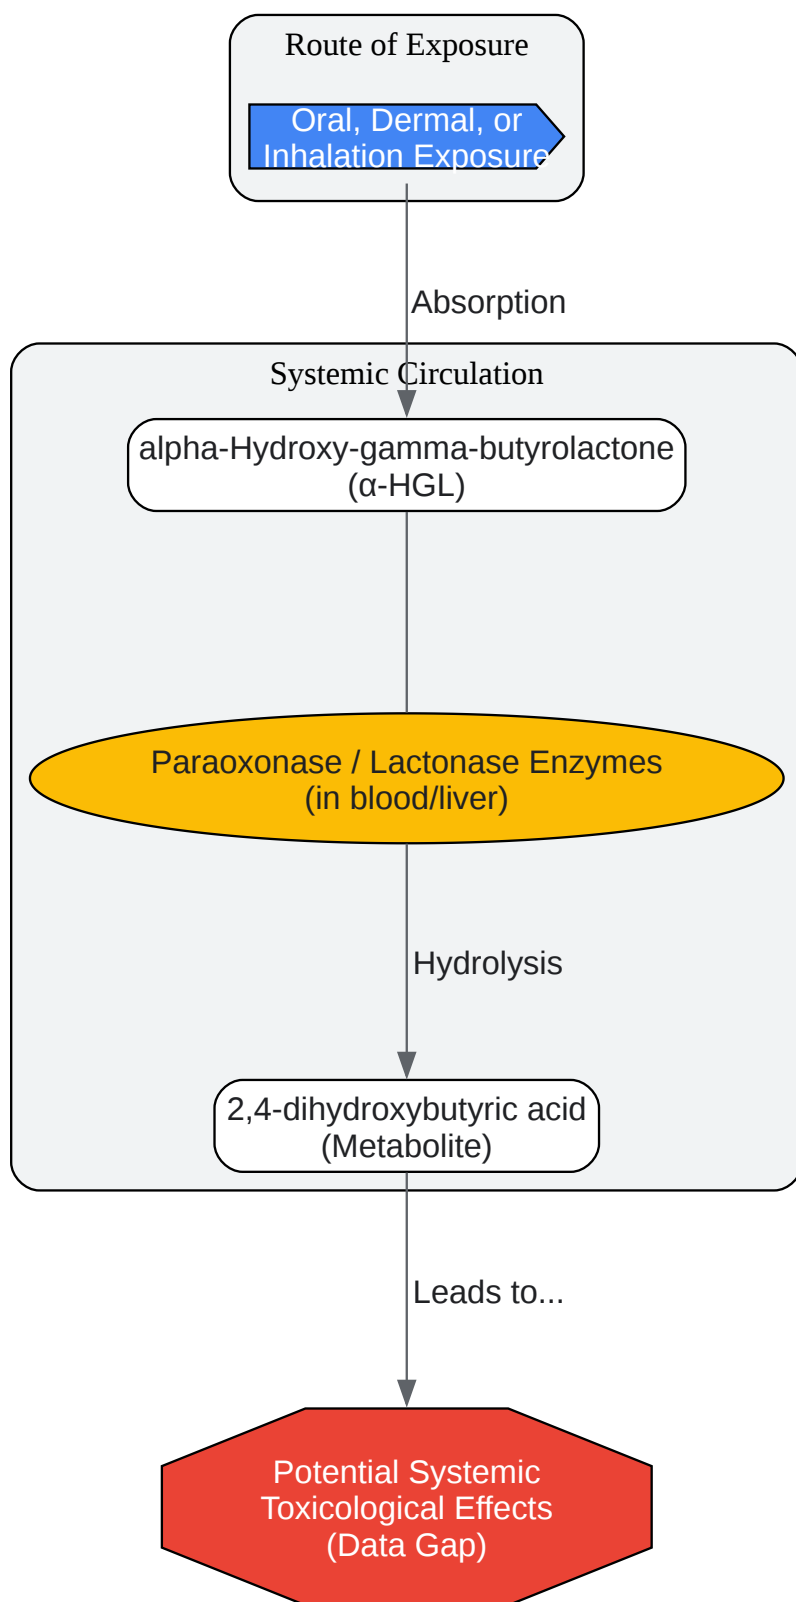 Route of Exposure
Oral, Dermal, or
Inhalation Exposure
Absorption
Systemic Circulation
alpha-Hydroxy-gamma-butyrolactone
(α-HGL)
Paraoxonase / Lactonase Enzymes
(in blood/liver)
Hydrolysis
2,4-dihydroxybutyric acid
(Metabolite)
Leads to...
Potential Systemic
Toxicological Effects
(Data Gap)